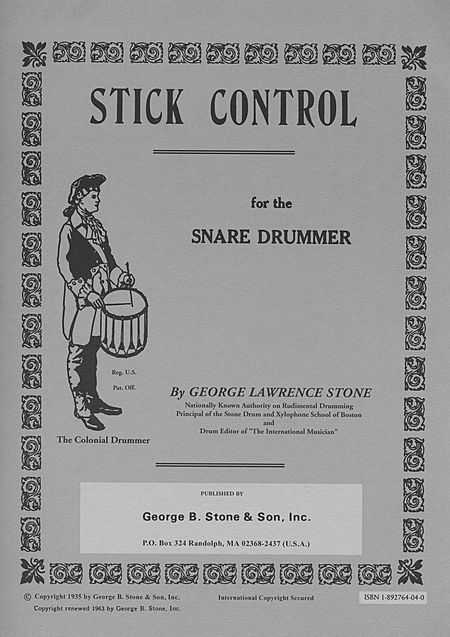 STICK CONTROL
for the
SNARE DRUMMER
Reg. U.S.
Pat. Off.
The Colonial Drummer
By GEORGE LAWRENCE STONE
Nationally Known Authority on Rudimental Drumming
Principal of the Stone Drum and Xylophone School of Boston
and
Drum Editor of "The International Musician"
PUBLISHED BY
George B. Stone & Son, Inc.
P.O. Box 324 Randolph, MA 02368-2437 (U.S.A.)
© Copyright 1935 by George B. Stone & Son, Inc.
Copyright renewed 1963 by George B. Stone, Inc.
International Copyright Secured
ISBN 1-892764-04-0